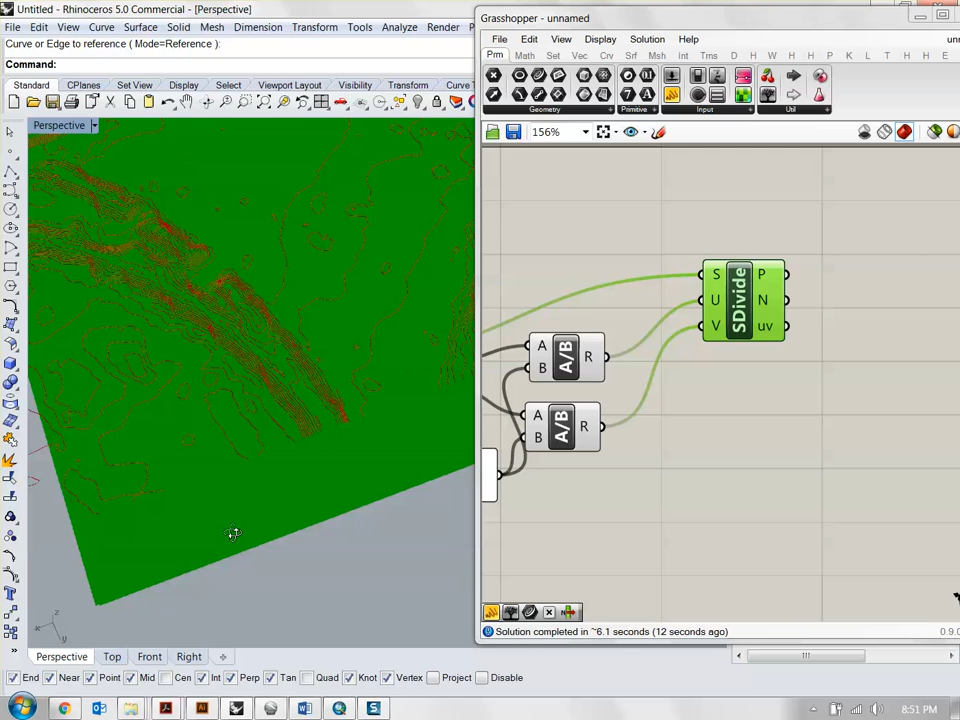 Untitled - Rhinoceros 5.0 Commercial - [Perspective]
File Edit View Curve Surface Solid Mesh Dimension Transform Tools Analyze Render
Curve or Edge to reference ( Mode=Reference ):
Command:
Standard CPlanes Set View Display Select Viewport Layout Visibility Transform Curve
Perspective
z
x
y
Perspective Top Front Right
End Near Point Mid Cen Int Perp Tan Quad Knot Vertex Project Disable
Grasshopper - unnamed
File Edit View Display Solution Help
Prm Math Set Vec Crv Srf Msh Int Trns D H W H L T H H
Geometry Primitive Input Util
156%
S U V SDivide P N uv
A B A/B R
A B A/B R
Solution completed in ~6.1 seconds (12 seconds ago)
0.9.0
8:51 PM